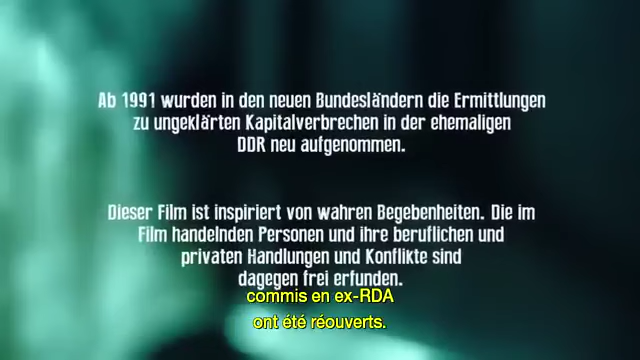 Ab 1991 wurden in den neuen Bundesländern die Ermittlungen
zu ungeklärten Kapitalverbrechen in der ehemaligen
DDR neu aufgenommen.
Dieser Film ist inspiriert von wahren Begebenheiten. Die im
Film handelnden Personen und ihre beruflichen und
privaten Handlungen und Konflikte sind
dagegen frei erfunden.
commis en ex-RDA
ont été réouverts.